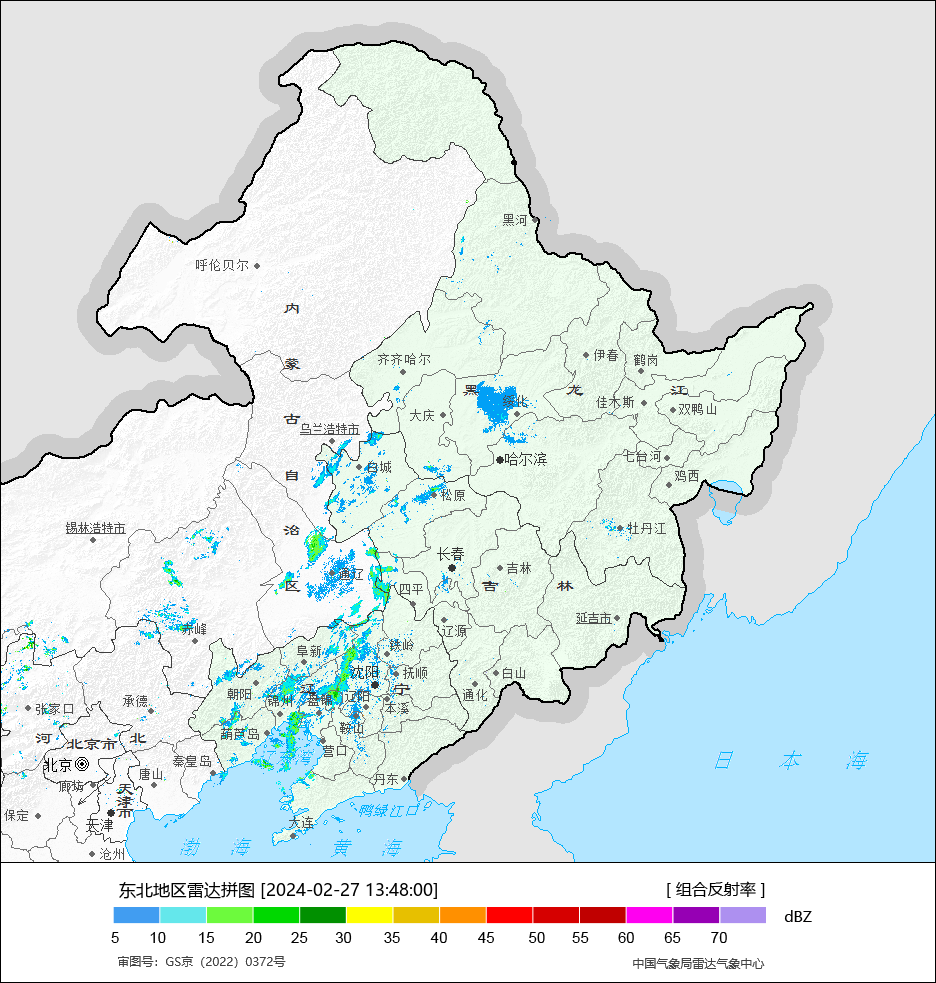 黑河
呼伦贝尔
内
蒙
古
自
治
区
齐齐哈尔
伊春
鹤岗
黑
龙
江
绥化
佳木斯
双鸭山
大庆
乌兰浩特市
哈尔滨
七台河
鸡西
白城
松原
锡林浩特市
牡丹江
长春
通辽
四平
吉林
吉
林
延吉市
赤峰
辽源
阜新
铁岭
沈阳
抚顺
白山
朝阳
锦州
辽
盘锦
辽阳
宁
通化
本溪
承德
张家口
葫芦岛
鞍山
河
北京市
北
营口
北京
秦皇岛
唐山
廊坊
天津市
丹东
日 本 海
保定
天津
大连
鸭绿江口
渤 海
黄 海
沧州
东北地区雷达拼图 [2024-02-27 13:48:00]
[ 组合反射率 ]
dBZ
5 10 15 20 25 30 35 40 45 50 55 60 65 70
审图号：GS京（2022）0372号
中国气象局雷达气象中心